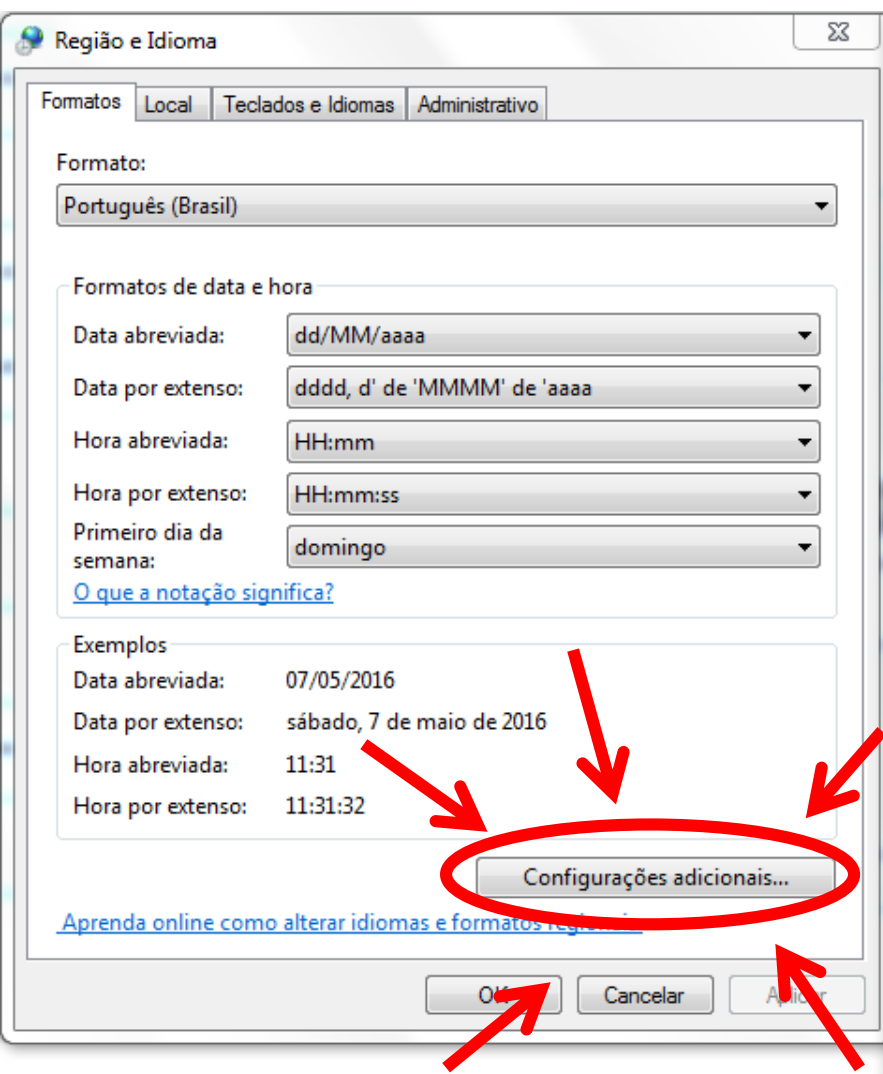 Região e Idioma
Formatos Local Teclados e Idiomas Administrativo
Formato:
Português (Brasil)
Formatos de data e hora
Data abreviada: dd/MM/aaaa
Data por extenso: dddd, d' de 'MMMM' de 'aaaa
Hora abreviada: HH:mm
Hora por extenso: HH:mm:ss
Primeiro dia da
semana: domingo
O que a notação significa?
Exemplos
Data abreviada: 07/05/2016
Data por extenso: sábado, 7 de maio de 2016
Hora abreviada: 11:31
Hora por extenso: 11:31:32
Configurações adicionais...
Aprenda online como alterar idiomas e formatos regionais
OK Cancelar Aplicar